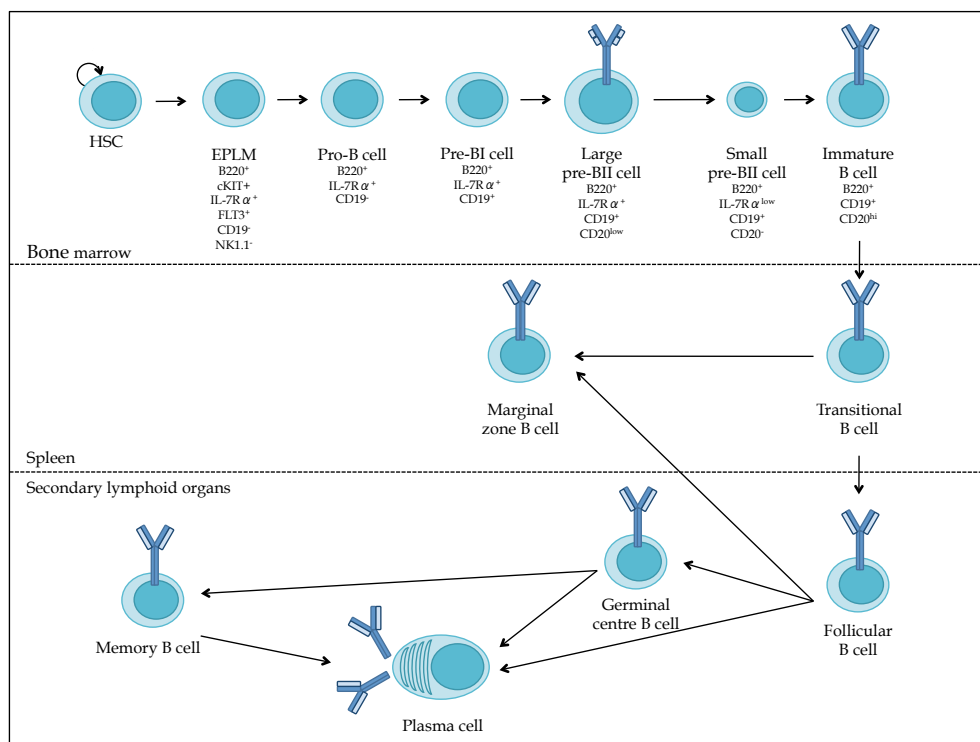 HSC
EPLM
B220⁺
cKIT+
IL-7Rα⁺
FLT3⁺
CD19⁻
NK1.1⁻
Pro-B cell
B220⁺
IL-7Rα⁺
CD19⁻
Pre-BI cell
B220⁺
IL-7Rα⁺
CD19⁺
Large
pre-BII cell
B220⁺
IL-7Rα⁺
CD19⁺
CD20ˡᵒʷ
Small
pre-BII cell
B220⁺
IL-7Rα ˡᵒʷ
CD19⁺
CD20⁻
Immature
B cell
B220⁺
CD19⁺
CD20ʰⁱ
Bone marrow
Marginal
zone B cell
Transitional
B cell
Spleen
Secondary lymphoid organs
Memory B cell
Germinal
centre B cell
Follicular
B cell
Plasma cell